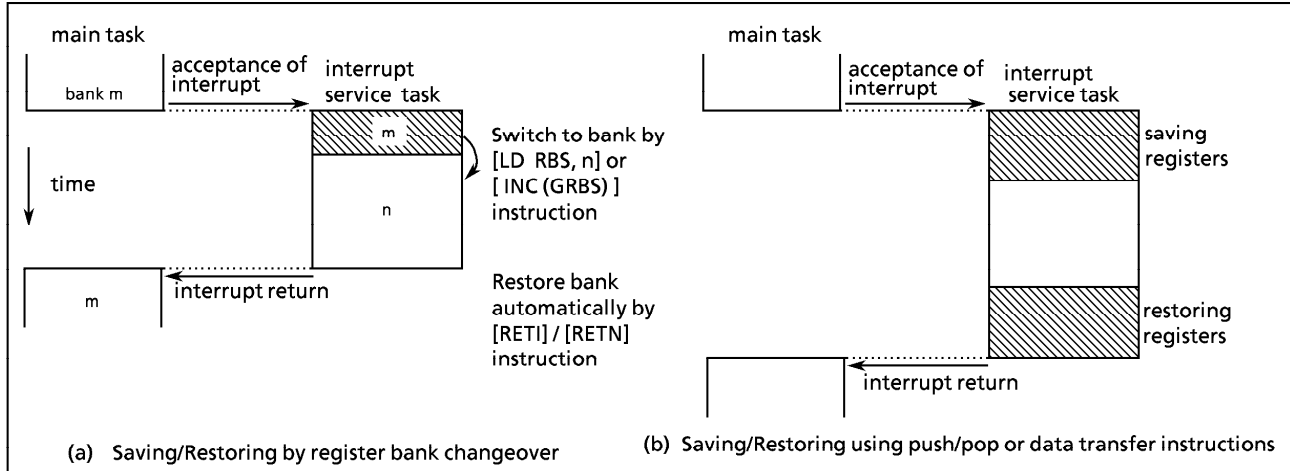 main task
bank m
acceptance of
interrupt
interrupt
service task
m
Switch to bank by
[LD RBS, n] or
[ INC (GRBS) ]
instruction
time
n
interrupt return
m
Restore bank
automatically by
[RETI] / [RETN]
instruction
(a) Saving/Restoring by register bank changeover
main task
acceptance of
interrupt
interrupt
service task
saving
registers
restoring
registers
interrupt return
(b) Saving/Restoring using push/pop or data transfer instructions